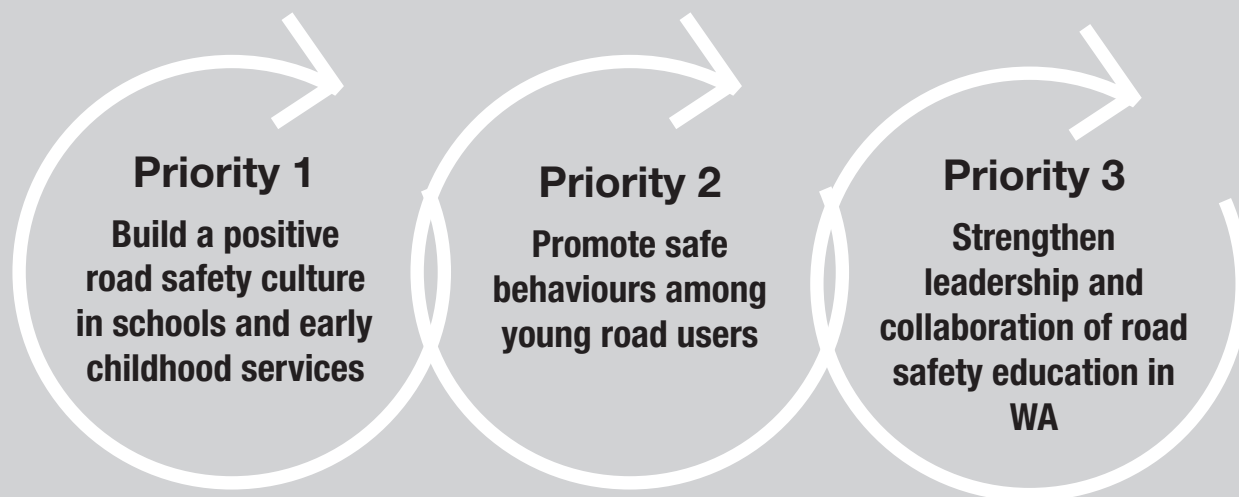 Priority 1
Build a positive
road safety culture
in schools and early
childhood services
Priority 2
Promote safe
behaviours among
young road users
Priority 3
Strengthen
leadership and
collaboration of road
safety education in
WA